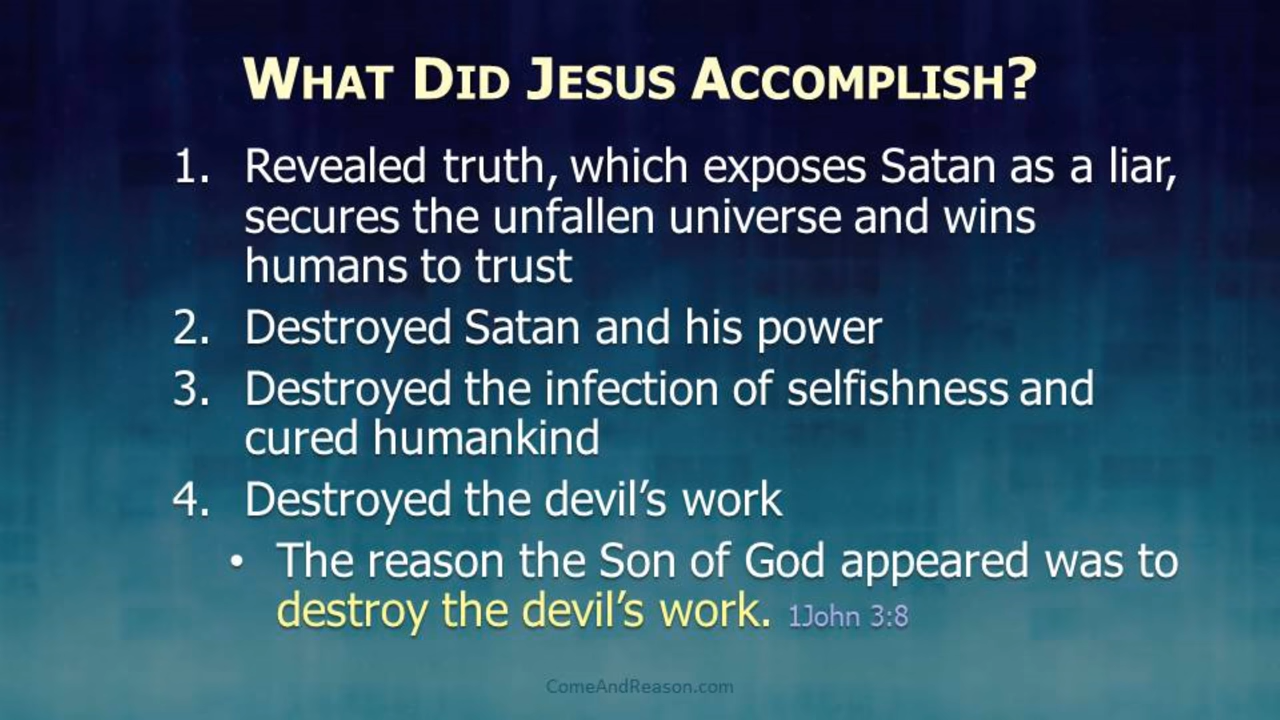 WHAT DID JESUS ACCOMPLISH?
1. Revealed truth, which exposes Satan as a liar,
secures the unfallen universe and wins
humans to trust
2. Destroyed Satan and his power
3. Destroyed the infection of selfishness and
cured humankind
4. Destroyed the devil’s work
• The reason the Son of God appeared was to
destroy the devil’s work. 1John 3:8
ComeAndReason.com